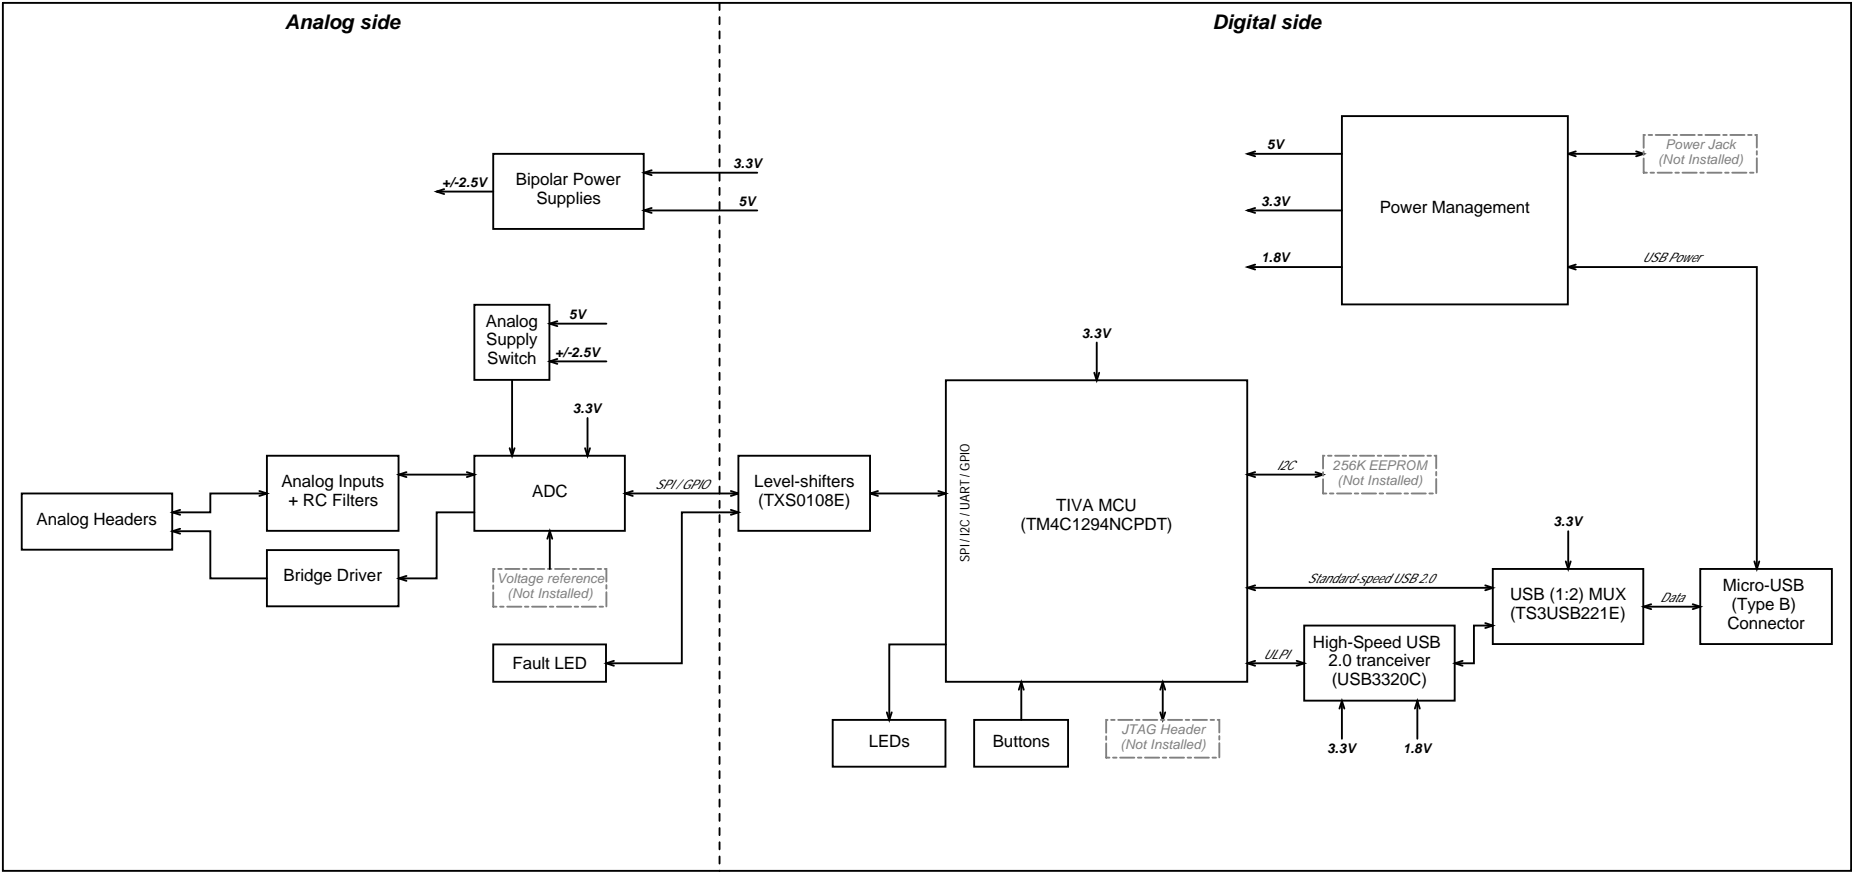 Analog side
Digital side
Bipolar Power
Supplies
+/-2.5V
3.3V
5V
5V
3.3V
1.8V
Power Management
Power Jack
(Not Installed)
USB Power
Analog
Supply
Switch
5V
+/-2.5V
3.3V
3.3V
Analog Headers
Analog Inputs
+ RC Filters
Bridge Driver
ADC
Voltage reference
(Not Installed)
Fault LED
SPI / GPIO
Level-shifters
(TXS0108E)
SPI / I2C / UART / GPIO
TIVA MCU
(TM4C1294NCPDT)
I2C
256K EEPROM
(Not Installed)
Standard-speed USB 2.0
3.3V
USB (1:2) MUX
(TS3USB221E)
Data
Micro-USB
(Type B)
Connector
ULPI
High-Speed USB
2.0 tranceiver
(USB3320C)
3.3V
1.8V
LEDs
Buttons
JTAG Header
(Not Installed)